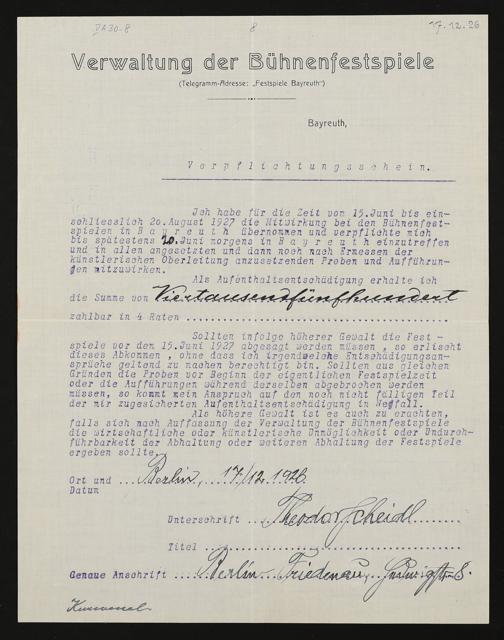 DA30-8
8
17.12.26
Verwaltung der Bühnenfestspiele
(Telegramm-Adresse: „Festspiele Bayreuth")
Bayreuth,
Verpflichtungsschein.
Ich habe für die Zeit vom 15.Juni bis ein-
schliesslich 20.August 1927 die Mitwirkung bei den Bühnenfest-
spielen in Bayreuth übernommen und verpflichte mich
bis spätestens 20.Juni morgens in Bayreuth einzutreffen
und in allen angesetzten und dann noch nach Ermessen der
künstlerischen Oberleitung anzusetzenden Proben und Aufführun-
gen mitzuwirken.
Als Aufenthaltsentschädigung erhalte ich
die Summe von Viertausendfünfhundert
zahlbar in 4 Raten ........................................
Sollten infolge höherer Gewalt die Fest -
spiele vor dem 15.Juni 1927 abgesagt werden müssen , so erlischt
dieses Abkommen , ohne dass ich irgendwelche Entschädigungsan-
sprüche geltend zu machen berechtigt bin. Sollten aus gleichen
Gründen die Proben vor Beginn der eigentlichen Festspielzeit
oder die Aufführungen während derselben abgebrochen werden
müssen, so kommt mein Anspruch auf den noch nicht fälligen Teil
der mir zugesicherten Aufenthaltsentschädigung in Wegfall.
Als höhere Gewalt ist es auch zu erachten,
falls sich nach Auffassung der Verwaltung der Bühnenfestspiele
die wirtschaftliche oder künstlerische Unmöglichkeit oder Undurch-
führbarkeit der Abhaltung oder weiteren Abhaltung der Festspiele
ergeben sollte.
Ort und ... Berlin, 17/12.1926.
Datum
Unterschrift .. Theodor Scheidl
Titel ........................................
Genaue Anschrift .... Berlin-Friedenau,
Kurwenal